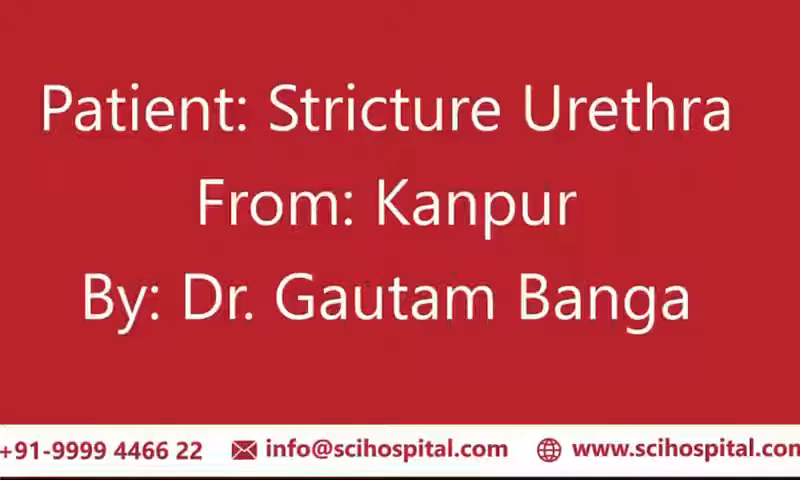 Patient: Stricture Urethra
From: Kanpur
By: Dr. Gautam Banga
+91-9999 4466 22 info@scihospital.com www.scihospital.com